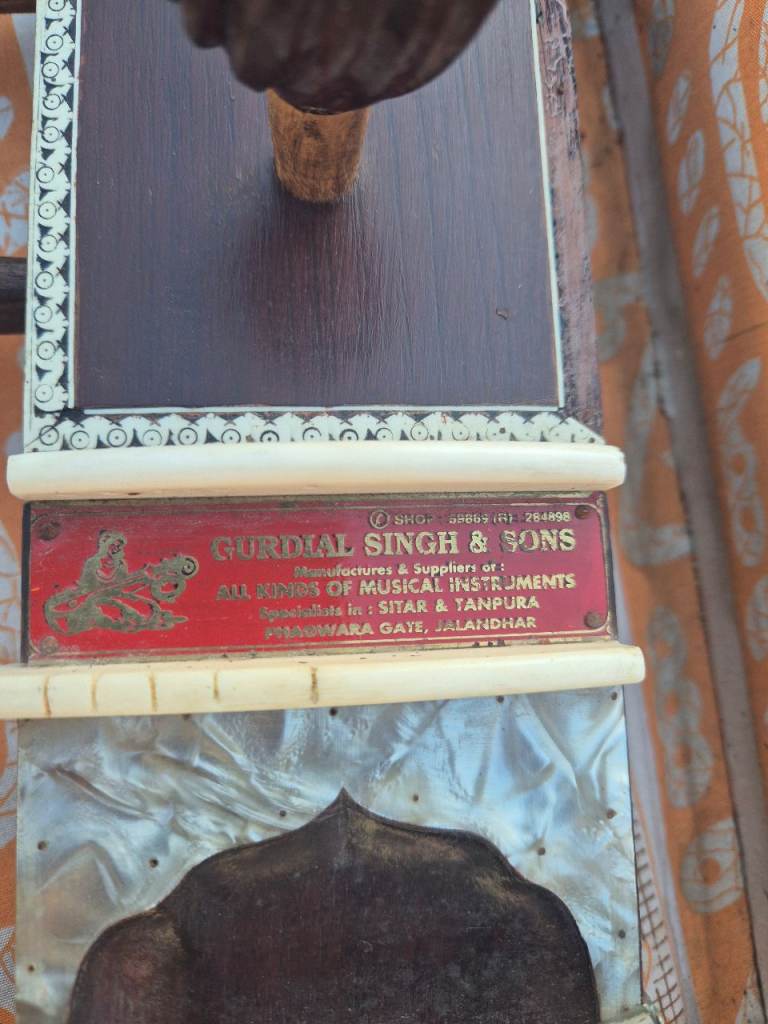 ✆ SHOP : 59869 (R) : 284898
GURDIAL SINGH & SONS
Manufactures & Suppliers of :
ALL KINDS OF MUSICAL INSTRUMENTS
Specialists in : SITAR & TANPURA
PHAGWARA GATE, JALANDHAR